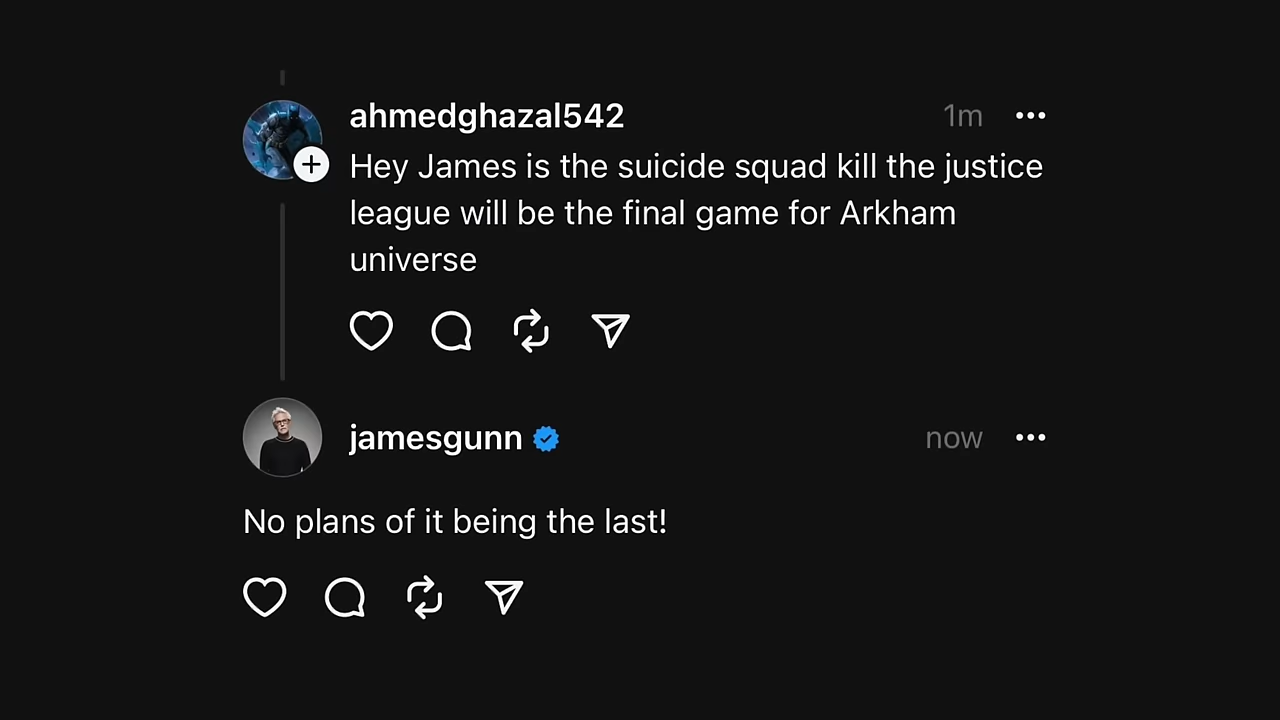 ahmedghazal542 1m
Hey James is the suicide squad kill the justice
league will be the final game for Arkham
universe
jamesgunn now
No plans of it being the last!